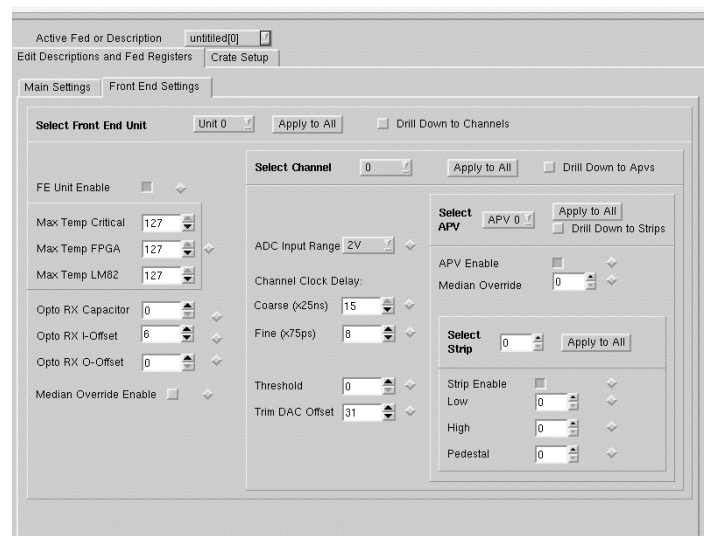 Active Fed or Description untitiled[0]
Edit Descriptions and Fed Registers Crate Setup
Main Settings Front End Settings
Select Front End Unit Unit 0 Apply to All Drill Down to Channels
Select Channel 0 Apply to All Drill Down to Apvs
FE Unit Enable
Max Temp Critical 127
Max Temp FPGA 127
Max Temp LM82 127
Opto RX Capacitor 0
Opto RX I-Offset 6
Opto RX O-Offset 0
Median Override Enable
ADC Input Range 2V
Channel Clock Delay:
Coarse (x25ns) 15
Fine (x75ps) 8
Threshold 0
Trim DAC Offset 31
Select
APV APV 0 Apply to All
Drill Down to Strips
APV Enable
Median Override 0
Select
Strip 0 Apply to All
Strip Enable
Low 0
High 0
Pedestal 0